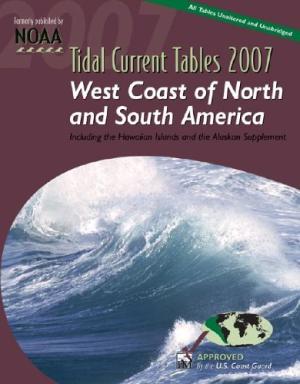 2007
All Tables Unaltered and Unabridged
Formerly published by
NOAA
Tidal Current Tables 2007
West Coast of North
and South America
Including the Hawaiian Islands and the Alaskan Supplement
APPROVED
By the U.S. Coast Guard